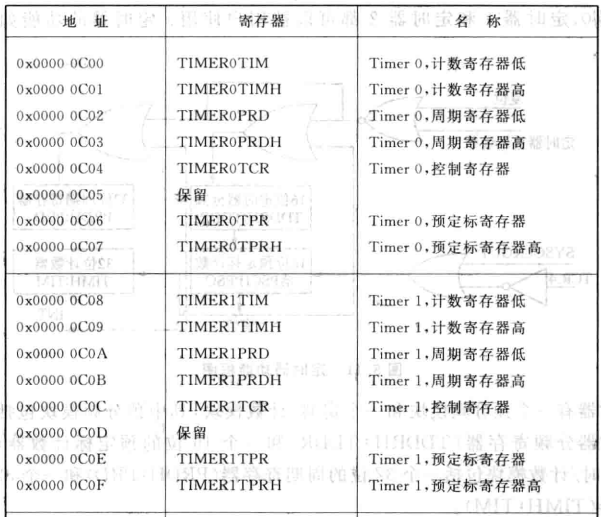 地 址 寄存器 名 称
0x0000 0C00 TIMER0TIM Timer 0,计数寄存器低
0x0000 0C01 TIMER0TIMH Timer 0,计数寄存器高
0x0000 0C02 TIMER0PRD Timer 0,周期寄存器低
0x0000 0C03 TIMER0PRDH Timer 0,周期寄存器高
0x0000 0C04 TIMER0TCR Timer 0,控制寄存器
0x0000 0C05 保留
0x0000 0C06 TIMER0TPR Timer 0,预定标寄存器
0x0000 0C07 TIMER0TPRH Timer 0,预定标寄存器高
0x0000 0C08 TIMER1TIM Timer 1,计数寄存器低
0x0000 0C09 TIMER1TIMH Timer 1,计数寄存器高
0x0000 0C0A TIMER1PRD Timer 1,周期寄存器低
0x0000 0C0B TIMER1PRDH Timer 1,周期寄存器高
0x0000 0C0C TIMER1TCR Timer 1,控制寄存器
0x0000 0C0D 保留
0x0000 0C0E TIMER1TPR Timer 1,预定标寄存器
0x0000 0C0F TIMER1TPRH Timer 1,预定标寄存器高